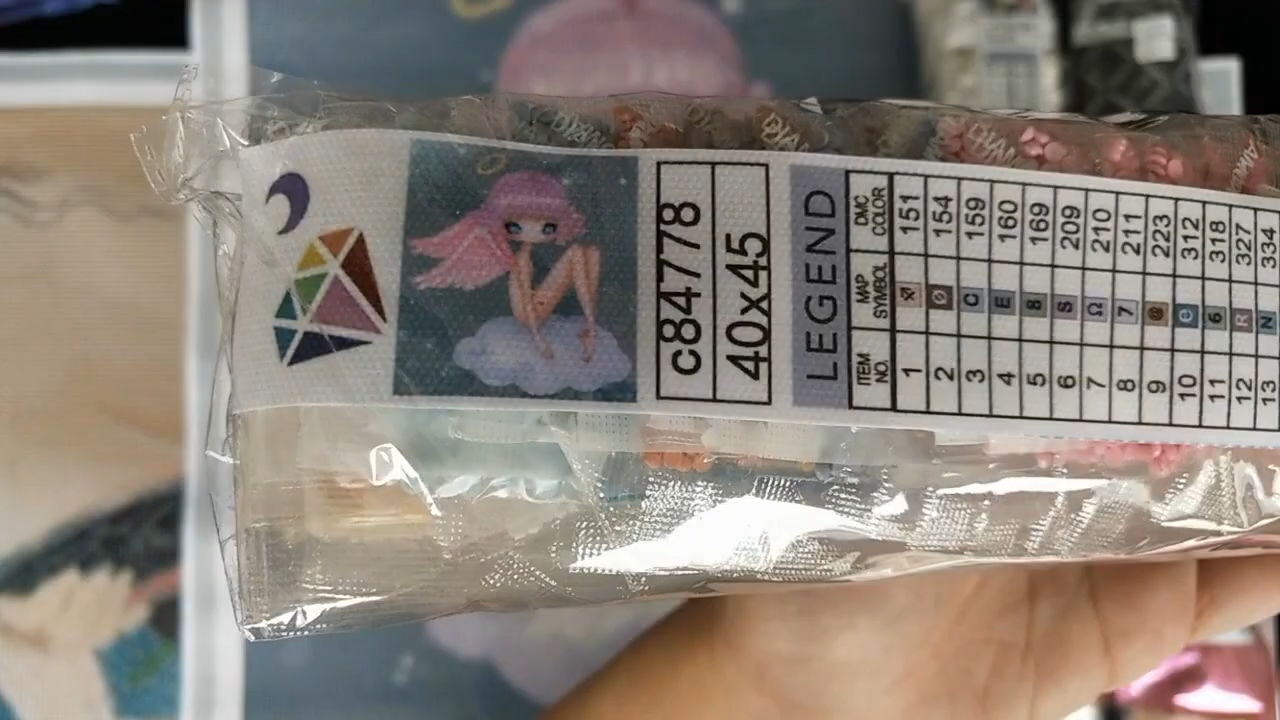 c84778
40x45
LEGEND
ITEM NO. MAP SYMBOL DMC COLOR
1 151
2 0 154
3 C 159
4 E 160
5 8 169
6 S 209
7 Ω 210
8 7 211
9 @ 223
10 e 312
11 6 318
12 R 327
13 N 334